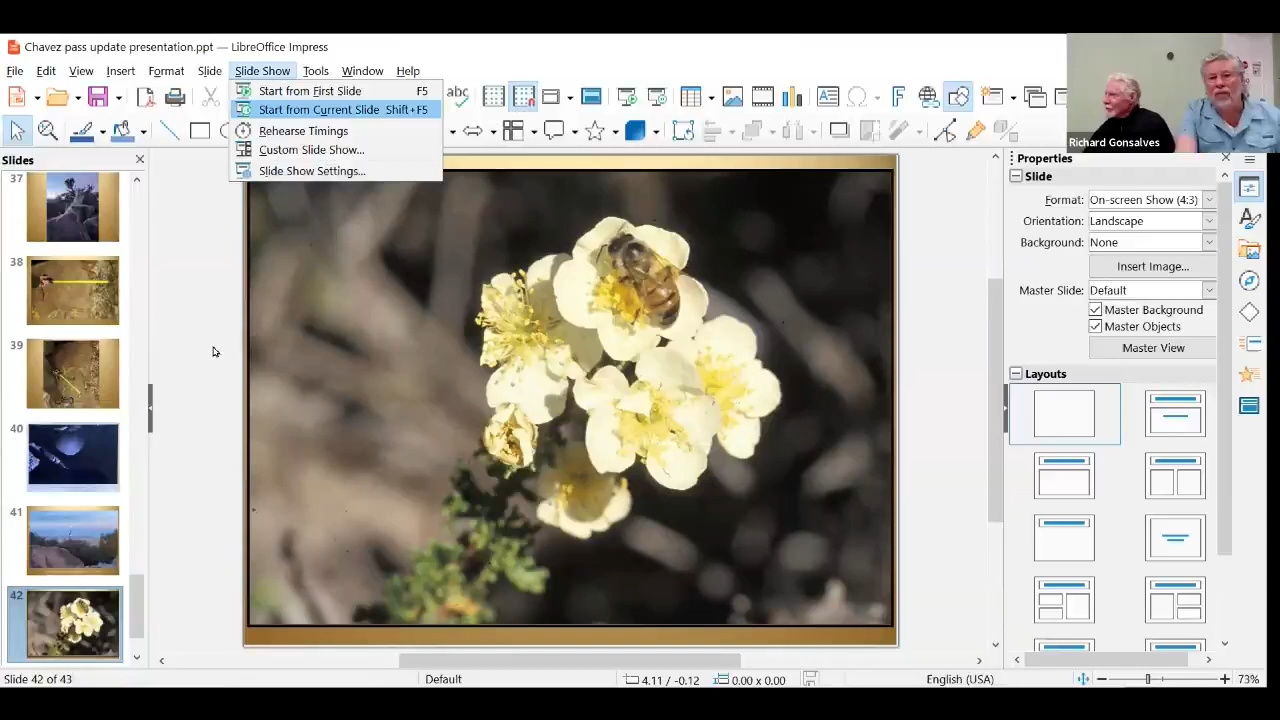 Chavez pass update presentation.ppt — LibreOffice Impress
File Edit View Insert Format Slide Slide Show Tools Window Help
Start from First Slide F5
Start from Current Slide Shift+F5
Rehearse Timings
Custom Slide Show...
Slide Show Settings...
abc
A
F
Richard Gonsalves
Slides
37
38
39
40
41
42
Properties
Slide
Format: On-screen Show (4:3)
Orientation: Landscape
Background: None
Insert Image...
Master Slide: Default
Master Background
Master Objects
Master View
Layouts
Slide 42 of 43
Default
4.11 / -0.12
0.00 x 0.00
English (USA)
73%